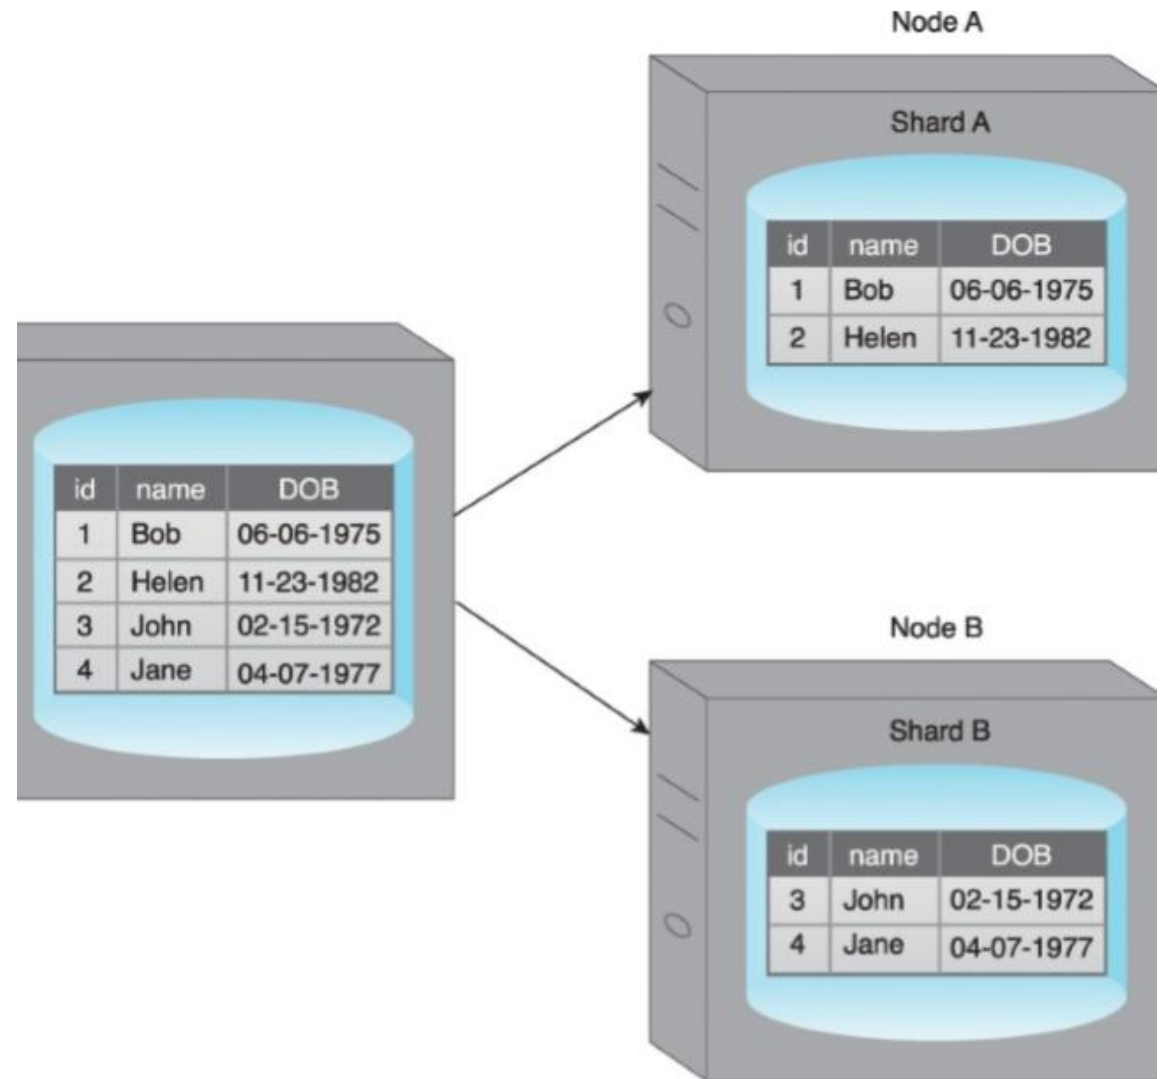 Node A
Shard A
id name DOB
1 Bob 06-06-1975
2 Helen 11-23-1982
id name DOB
1 Bob 06-06-1975
2 Helen 11-23-1982
3 John 02-15-1972
4 Jane 04-07-1977
Node B
Shard B
id name DOB
3 John 02-15-1972
4 Jane 04-07-1977